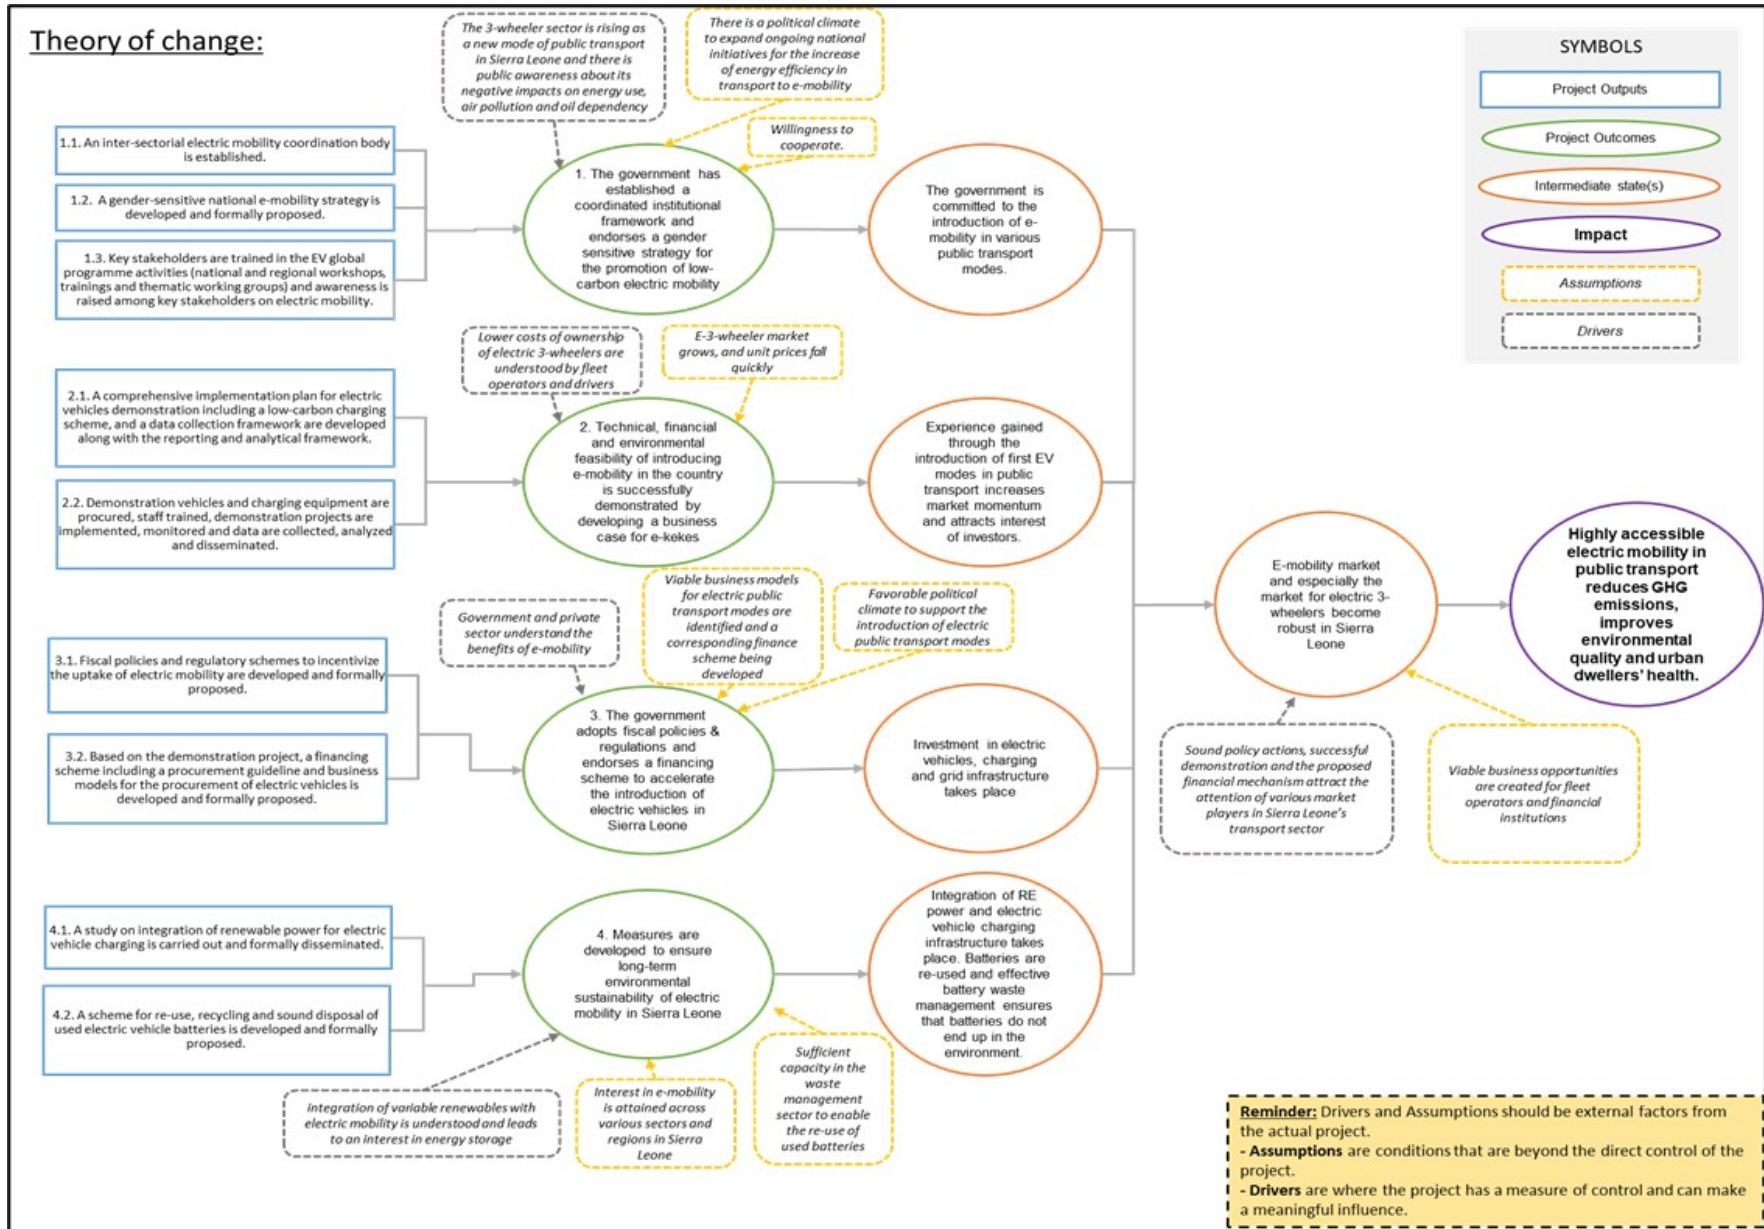 Theory of change:
The 3-wheeler sector is rising as
a new mode of public transport
in Sierra Leone and there is
public awareness about its
negative impacts on energy use,
air pollution and oil dependency
There is a political climate
to expand ongoing national
initiatives for the increase
of energy efficiency in
transport to e-mobility
Willingness to
cooperate.
SYMBOLS
Project Outputs
Project Outcomes
Intermediate state(s)
Impact
Assumptions
Drivers
1.1. An inter-sectorial electric mobility coordination body
is established.
1.2. A gender-sensitive national e-mobility strategy is
developed and formally proposed.
1.3. Key stakeholders are trained in the EV global
programme activities (national and regional workshops,
trainings and thematic working groups) and awareness is
raised among key stakeholders on electric mobility.
1. The government has
established a
coordinated institutional
framework and
endorses a gender
sensitive strategy for
the promotion of low-
carbon electric mobility
The government is
committed to the
introduction of e-
mobility in various
public transport
modes.
Lower costs of ownership
of electric 3-wheelers are
understood by fleet
operators and drivers
E-3-wheeler market
grows, and unit prices fall
quickly
2.1. A comprehensive implementation plan for electric
vehicles demonstration including a low-carbon charging
scheme, and a data collection framework are developed
along with the reporting and analytical framework.
2.2. Demonstration vehicles and charging equipment are
procured, staff trained, demonstration projects are
implemented, monitored and data are collected, analyzed
and disseminated.
2. Technical, financial
and environmental
feasibility of introducing
e-mobility in the country
is successfully
demonstrated by
developing a business
case for e-kekes
Experience gained
through the
introduction of first EV
modes in public
transport increases
market momentum
and attracts interest
of investors.
Government and private
sector understand the
benefits of e-mobility
Viable business models
for electric public
transport modes are
identified and a
corresponding finance
scheme being
developed
Favorable political
climate to support the
introduction of electric
public transport modes
3.1. Fiscal policies and regulatory schemes to incentivize
the uptake of electric mobility are developed and formally
proposed.
3.2. Based on the demonstration project, a financing
scheme including a procurement guideline and business
models for the procurement of electric vehicles is
developed and formally proposed.
3. The government
adopts fiscal policies &
regulations and
endorses a financing
scheme to accelerate
the introduction of
electric vehicles in
Sierra Leone
Investment in electric
vehicles, charging
and grid infrastructure
takes place
E-mobility market
and especially the
market for electric 3-
wheelers become
robust in Sierra
Leone
Highly accessible
electric mobility in
public transport
reduces GHG
emissions,
improves
environmental
quality and urban
dwellers' health.
Sound policy actions, successful
demonstration and the proposed
financial mechanism attract the
attention of various market
players in Sierra Leone's
transport sector
Viable business opportunities
are created for fleet
operators and financial
institutions
4.1. A study on integration of renewable power for electric
vehicle charging is carried out and formally disseminated.
4.2. A scheme for re-use, recycling and sound disposal of
used electric vehicle batteries is developed and formally
proposed.
4. Measures are
developed to ensure
long-term
environmental
sustainability of electric
mobility in Sierra Leone
Integration of RE
power and electric
vehicle charging
infrastructure takes
place. Batteries are
re-used and effective
battery waste
management ensures
that batteries do not
end up in the
environment.
Integration of variable renewables with
electric mobility is understood and leads
to an interest in energy storage
Interest in e-mobility
is attained across
various sectors and
regions in Sierra
Leone
Sufficient
capacity in the
waste
management
sector to enable
the re-use of
used batteries
Reminder: Drivers and Assumptions should be external factors from
the actual project.
- Assumptions are conditions that are beyond the direct control of the
project.
- Drivers are where the project has a measure of control and can make
a meaningful influence.